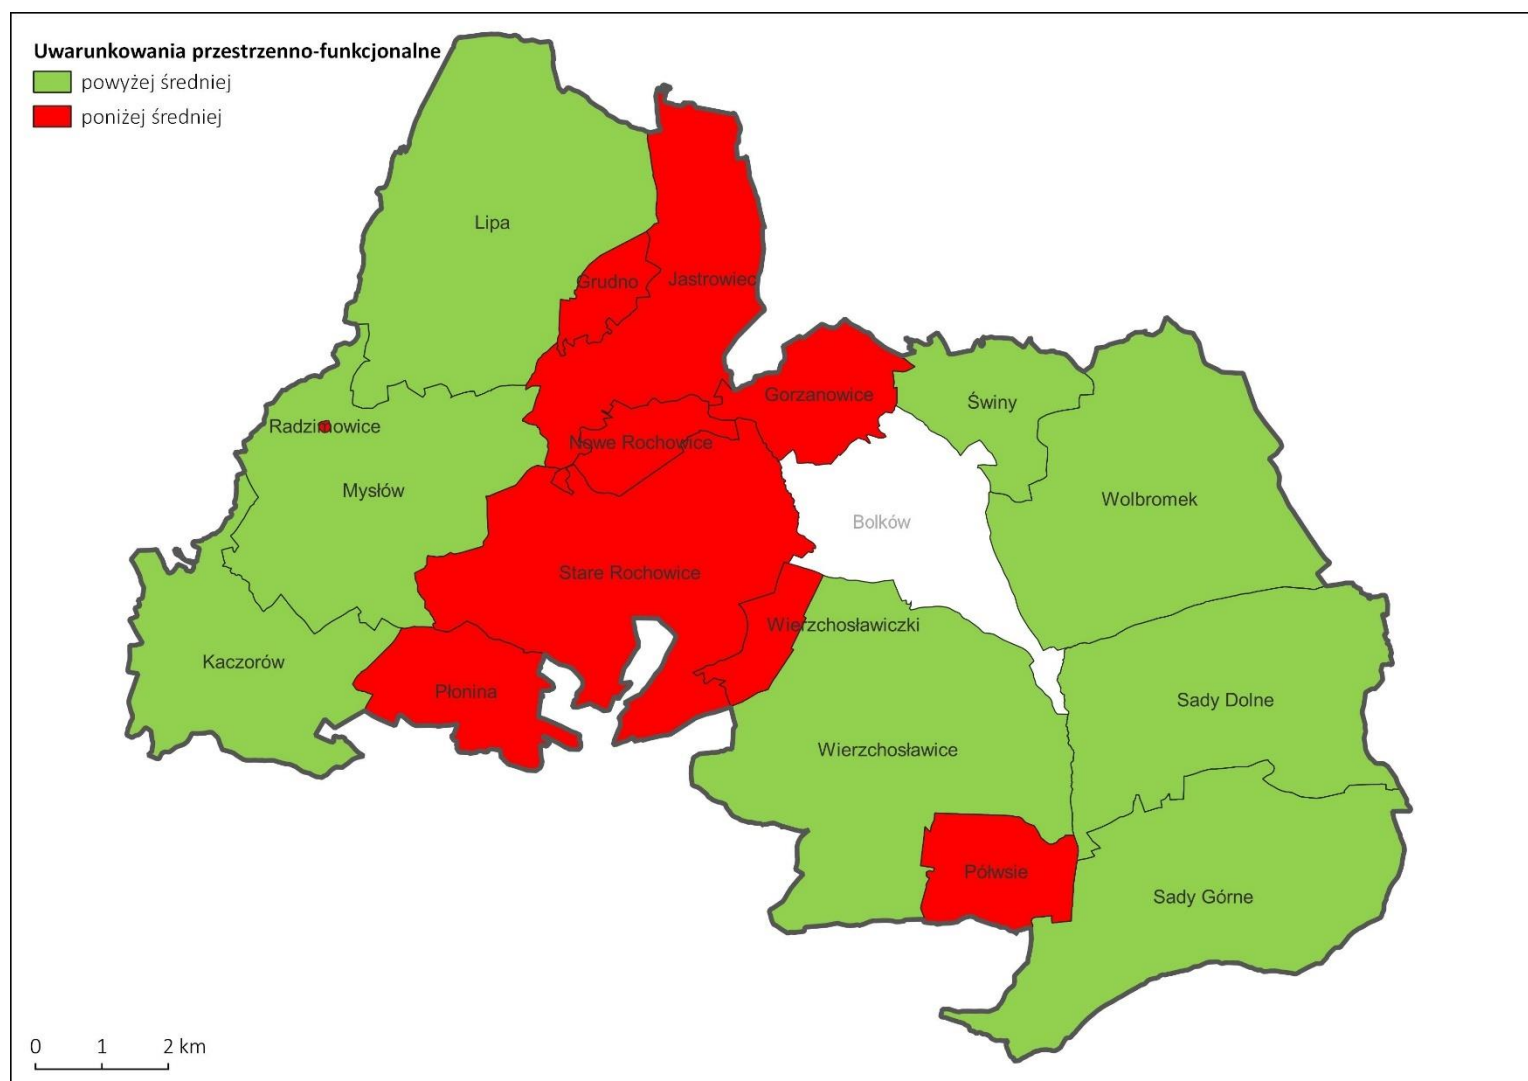 Uwarunkowania przestrzenno-funkcjonalne
powyżej średniej
poniżej średniej
Lipa
Grudno
Jastrowiec
Gorzanowice
Świny
Radzimowice
Nowe Rochowice
Mysłów
Wolbromek
Bolków
Stare Rochowice
Wierzchosławiczki
Kaczorów
Płonina
Sady Dolne
Wierzchosławice
Półwsie
Sady Górne
0 1 2 km